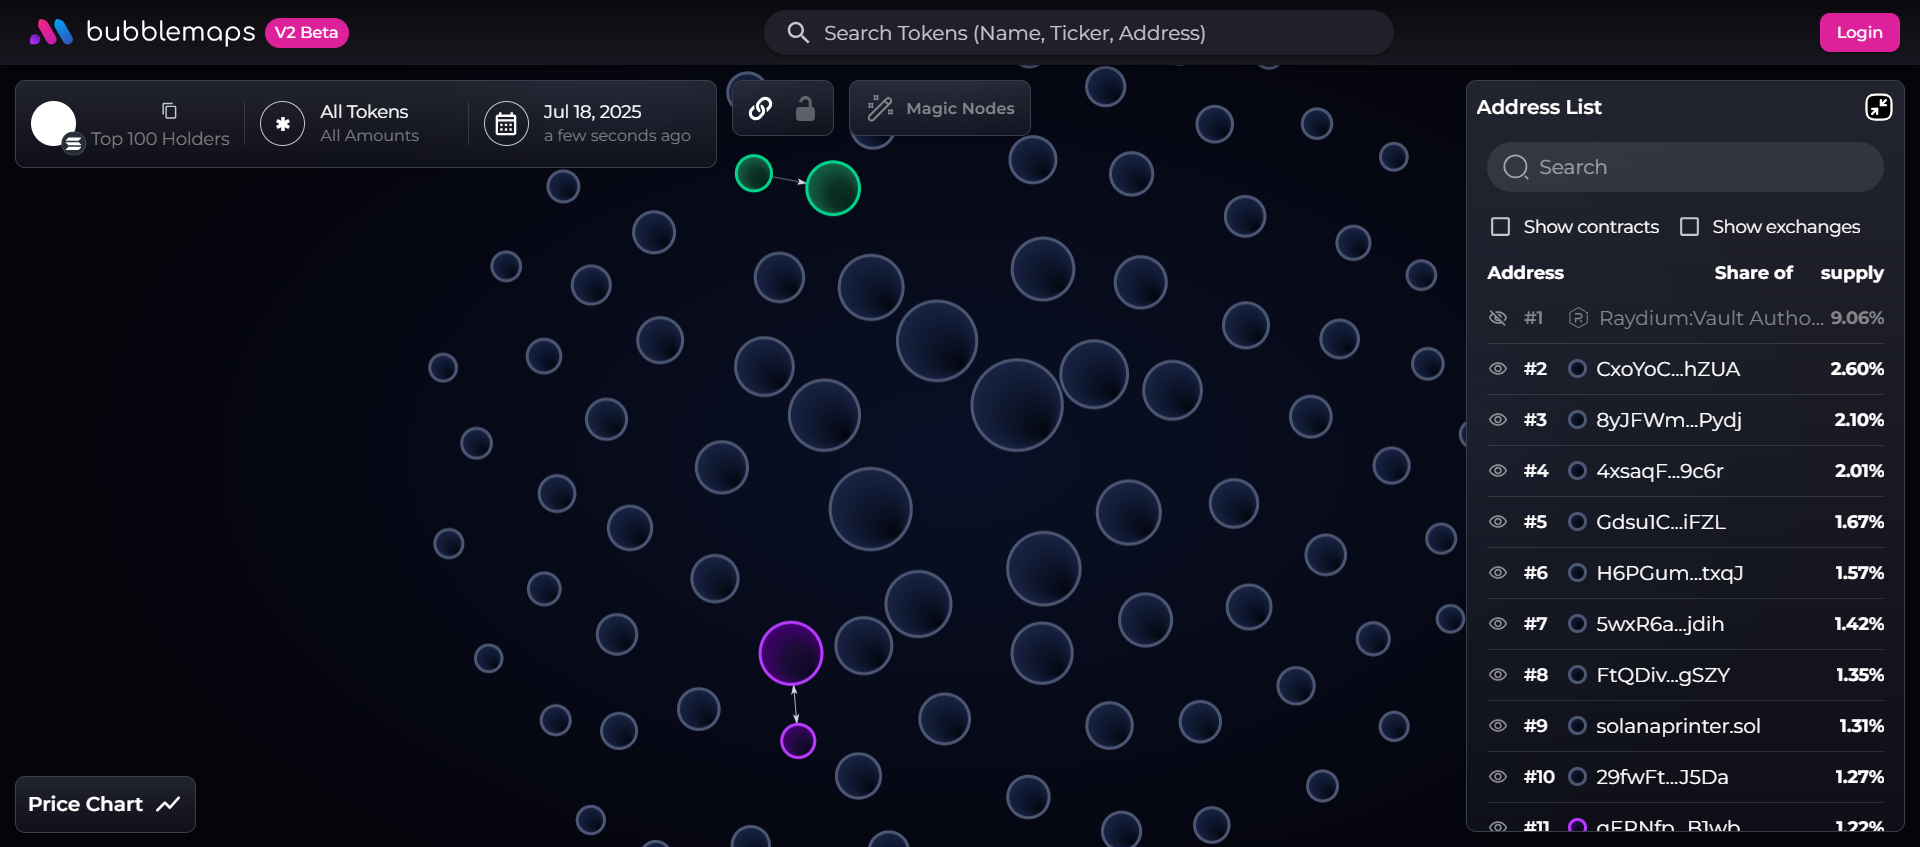 bubblemaps V2 Beta
Search Tokens (Name, Ticker, Address)
Login
Top 100 Holders
All Tokens
All Amounts
Jul 18, 2025
a few seconds ago
Magic Nodes
Address List
Search
Show contracts Show exchanges
Address Share of supply
#1 Raydium:Vault Autho... 9.06%
#2 CxoYoC...hZUA 2.60%
#3 8yJFWm...Pydj 2.10%
#4 4xsaqF...9c6r 2.01%
#5 Gdsu1C...iFZL 1.67%
#6 H6PGum...txqJ 1.57%
#7 5wxR6a...jdih 1.42%
#8 FtQDiv...gSZY 1.35%
#9 solanaprinter.sol 1.31%
#10 29fwFt...J5Da 1.27%
#11 1.22%
Price Chart